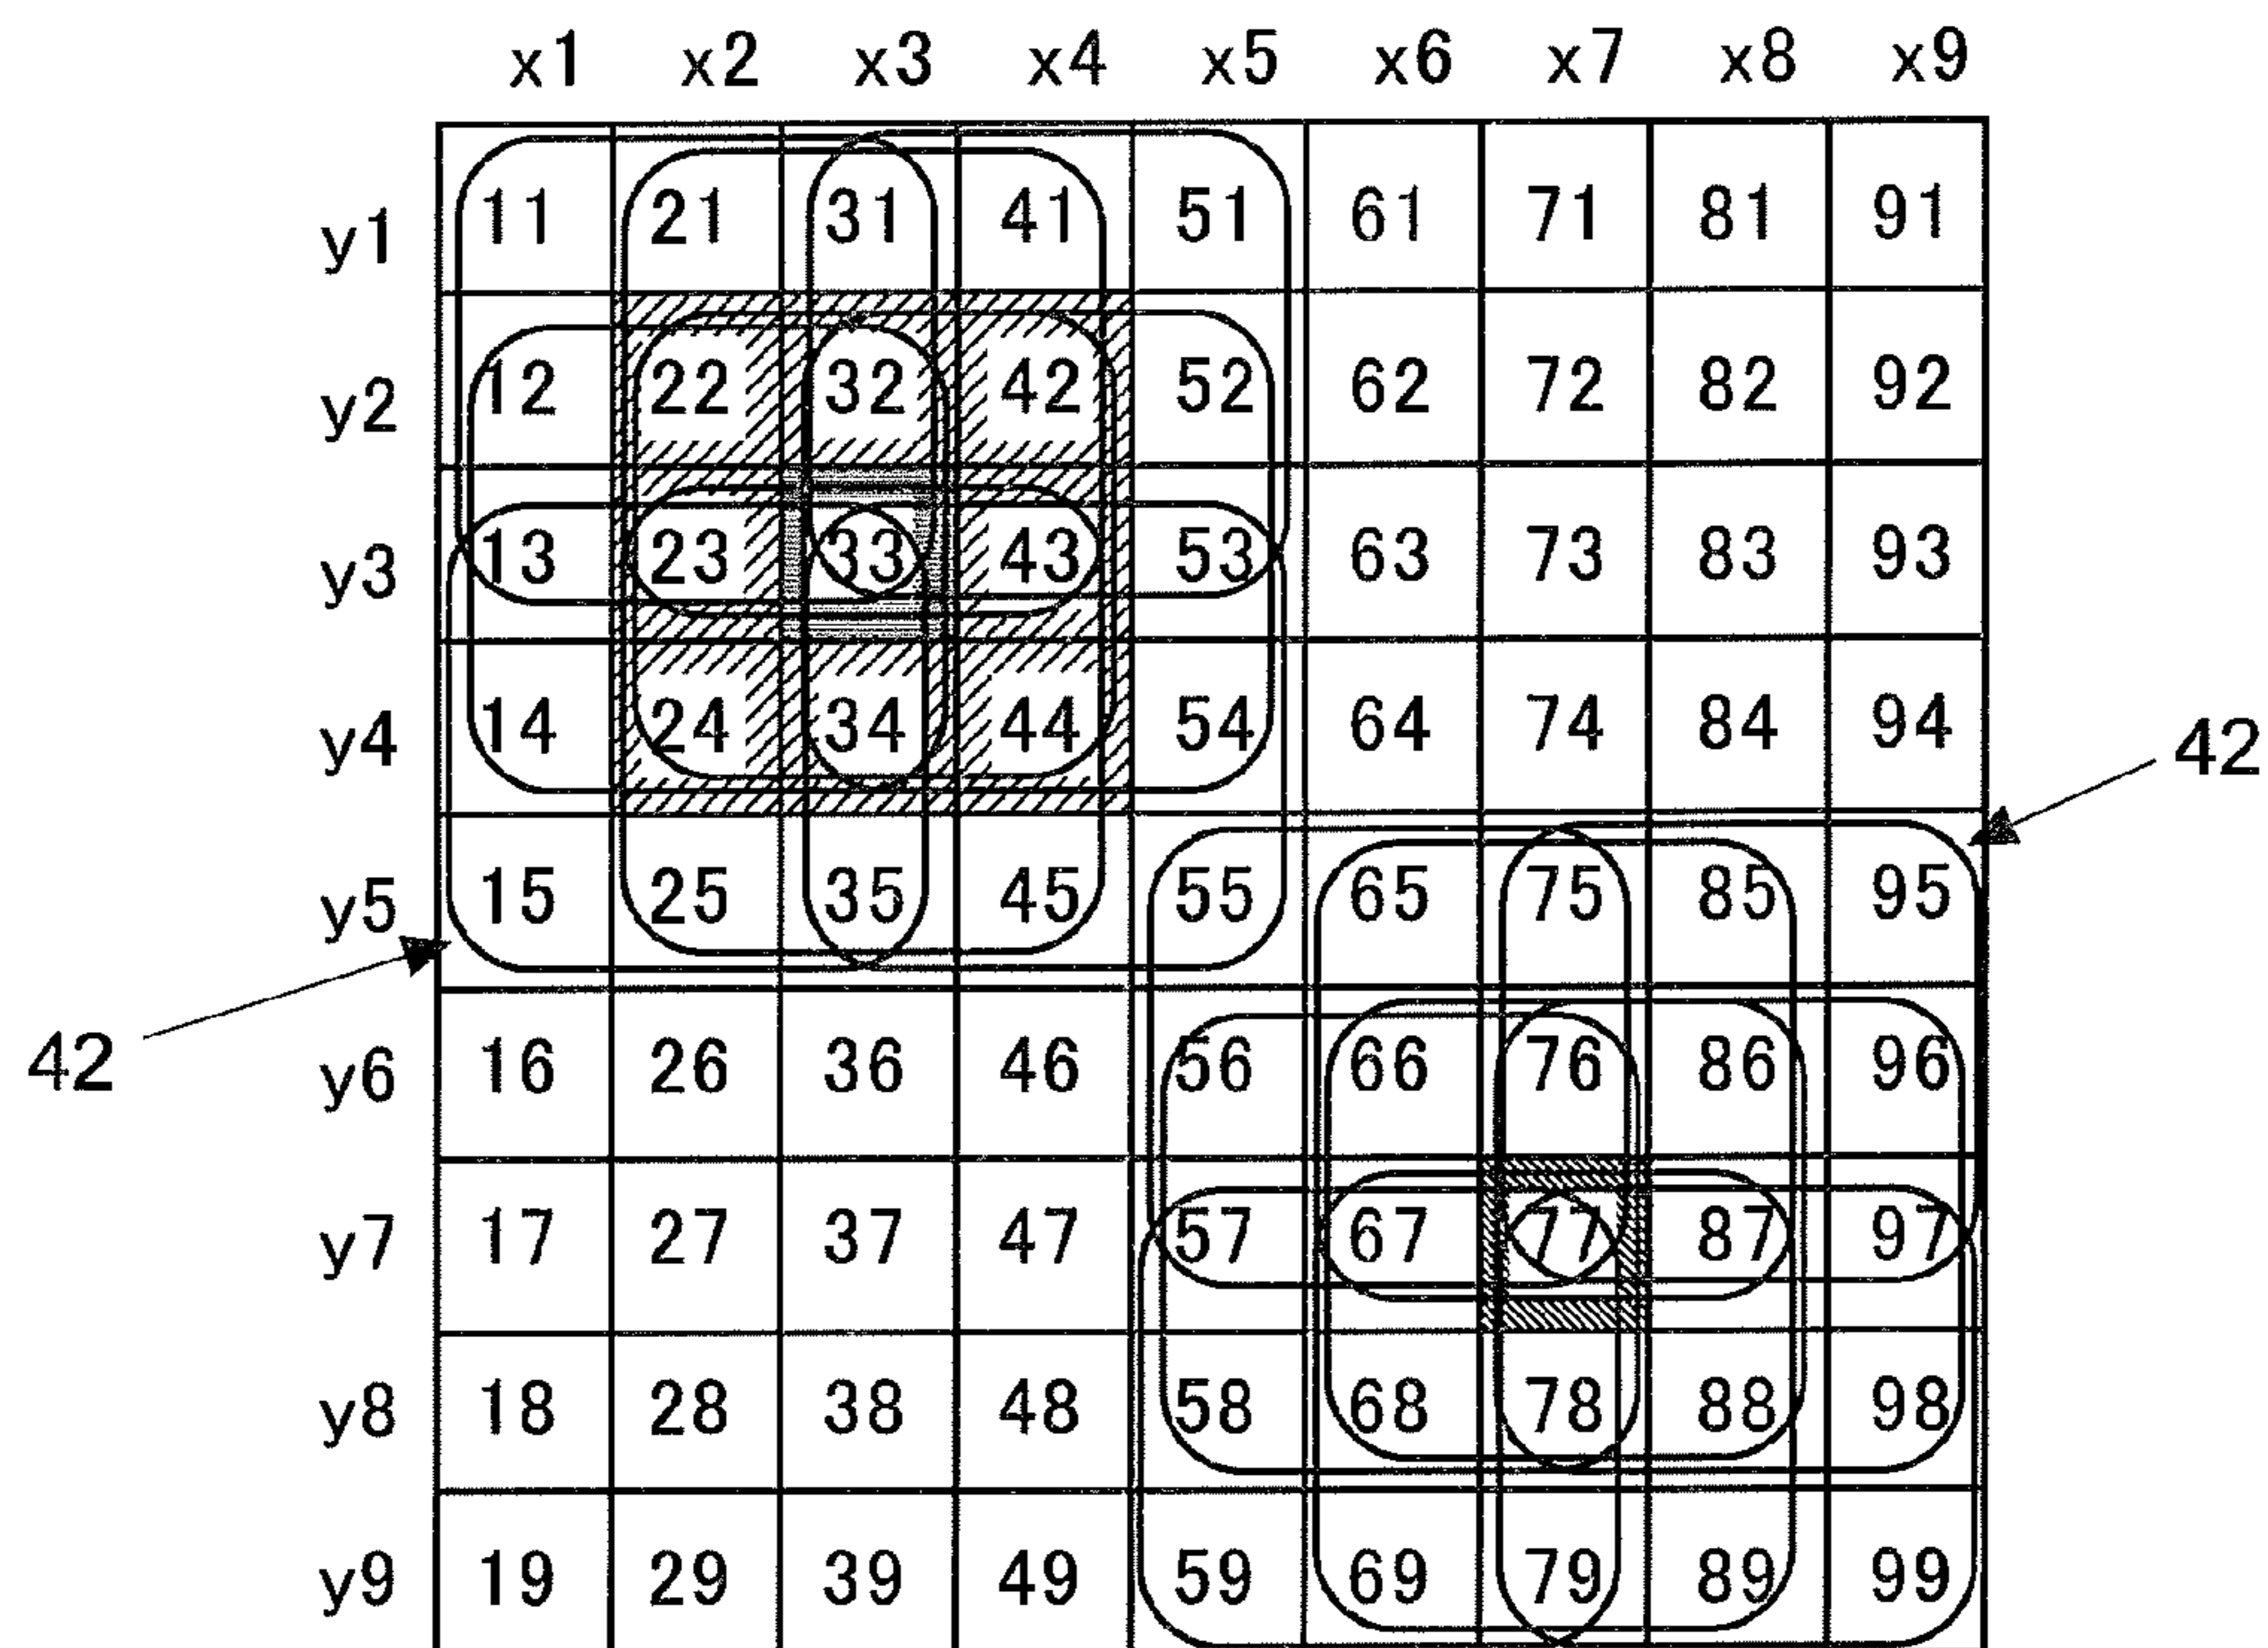 x1 x2 x3 x4 x5 x6 x7 x8 x9
y1 11 21 31 41 51 61 71 81 91
y2 12 22 32 42 52 62 72 82 92
y3 13 23 33 43 53 63 73 83 93
y4 14 24 34 44 54 64 74 84 94
42
y5 15 25 35 45 55 65 75 85 95
42
y6 16 26 36 46 56 66 76 86 96
y7 17 27 37 47 57 67 77 87 97
y8 18 28 38 48 58 68 78 88 98
y9 19 29 39 49 59 69 79 89 99